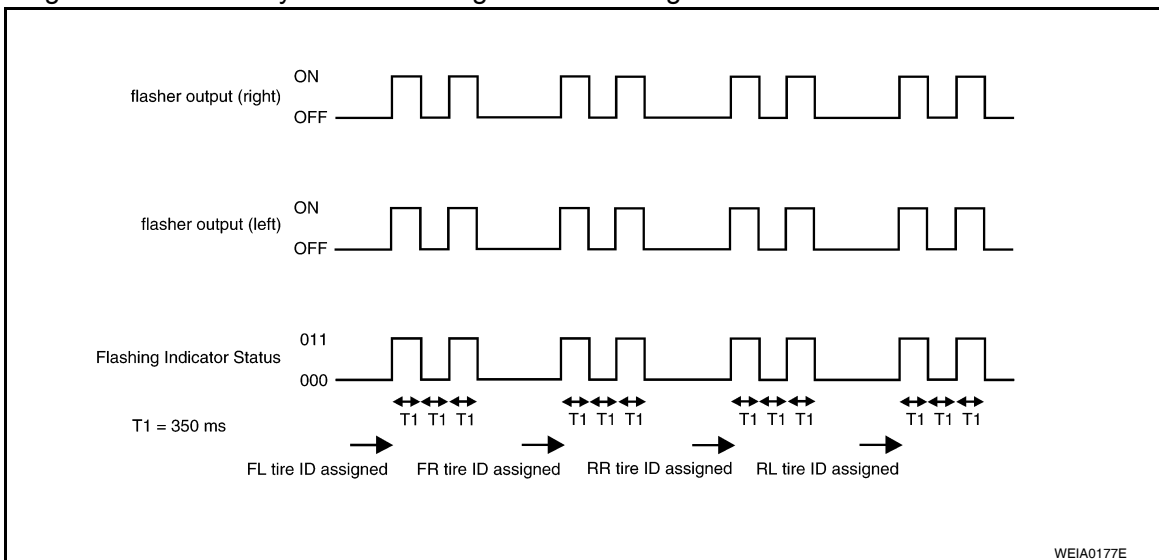 ON
flasher output (right)
OFF
ON
flasher output (left)
OFF
011
Flashing Indicator Status
000
T1 T1 T1 T1 T1 T1 T1 T1 T1 T1 T1 T1
T1 = 350 ms
FL tire ID assigned FR tire ID assigned RR tire ID assigned RL tire ID assigned
WEIA0177E